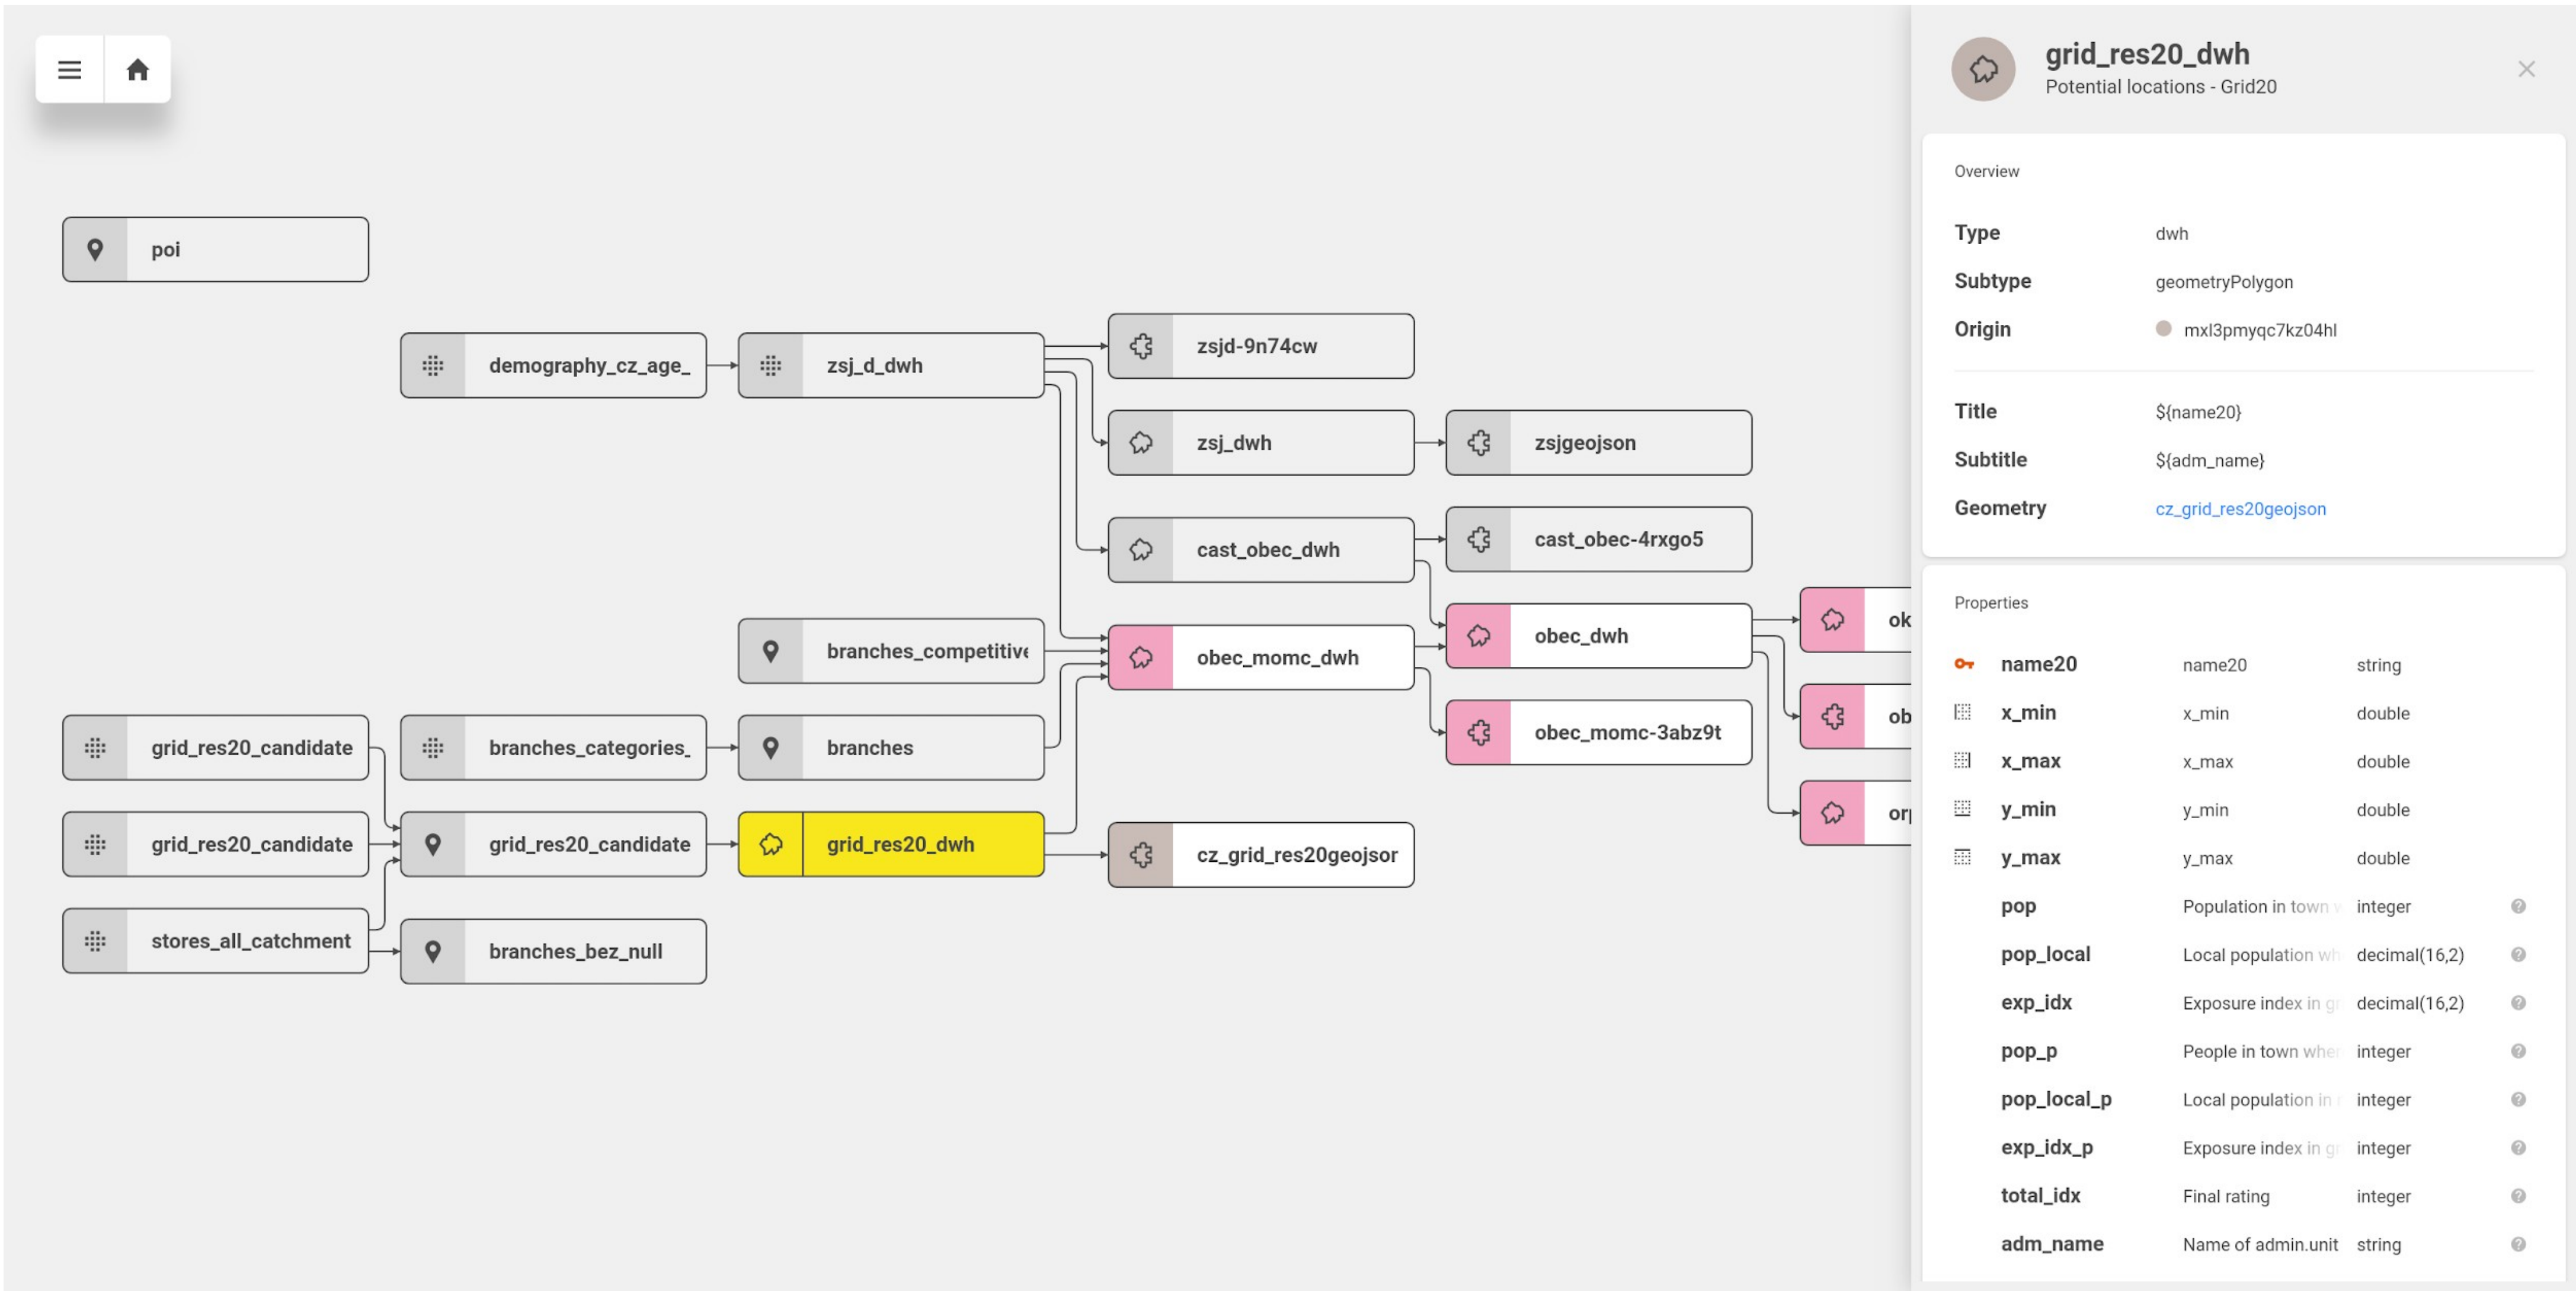 poi
demography_cz_age_
zsj_d_dwh
zsjd-9n74cw
zsj_dwh
zsjgeojson
cast_obec_dwh
cast_obec-4rxgo5
branches_competitive
obec_momc_dwh
obec_dwh
ok
obec_momc-3abz9t
ob
grid_res20_candidate
branches_categories_
branches
grid_res20_candidate
grid_res20_candidate
grid_res20_dwh
cz_grid_res20geojson
stores_all_catchment
branches_bez_null
grid_res20_dwh
Potential locations - Grid20
Overview
Type dwh
Subtype geometryPolygon
Origin mxl3pmyqc7kz04hl
Title ${name20}
Subtitle ${adm_name}
Geometry cz_grid_res20geojson
Properties
name20 name20 string
x_min x_min double
x_max x_max double
y_min y_min double
y_max y_max double
pop Population in town integer
pop_local Local population decimal(16,2)
exp_idx Exposure index in decimal(16,2)
pop_p People in town integer
pop_local_p Local population in integer
exp_idx_p Exposure index in integer
total_idx Final rating integer
adm_name Name of admin.unit string